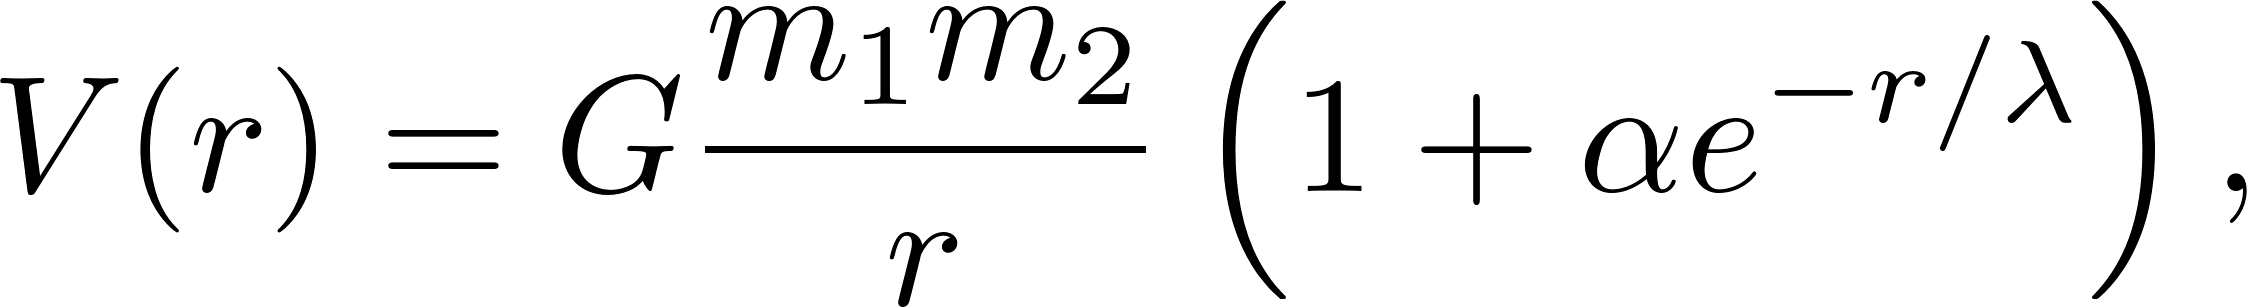 V(r) = G \frac{m_1 m_2}{r} \left( 1 + \alpha e^{-r/\lambda} \right),